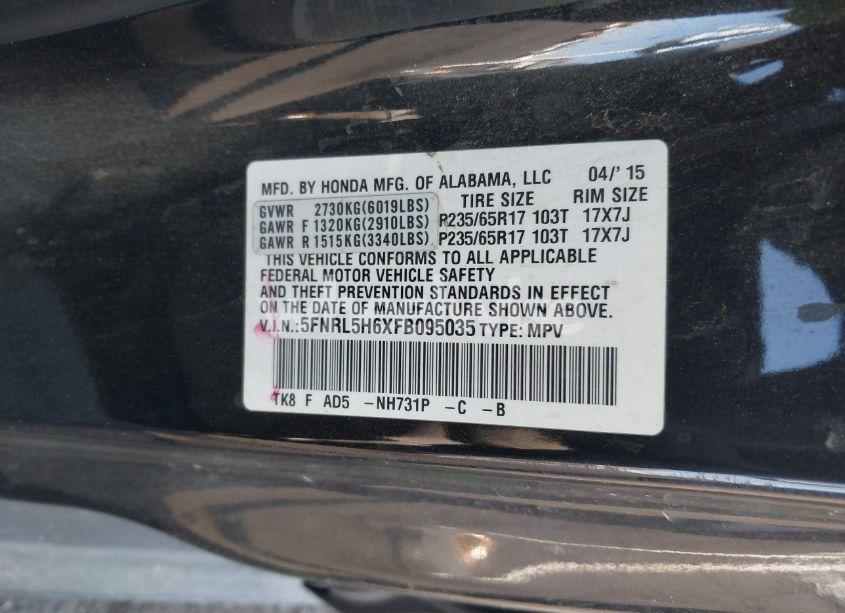 MFD. BY HONDA MFG. OF ALABAMA, LLC 04/' 15
TIRE SIZE RIM SIZE
GVWR 2730KG(6019LBS)
GAWR F 1320KG(2910LBS) P235/65R17 103T 17X7J
GAWR R 1515KG(3340LBS) P235/65R17 103T 17X7J
THIS VEHICLE CONFORMS TO ALL APPLICABLE
FEDERAL MOTOR VEHICLE SAFETY
AND THEFT PREVENTION STANDARDS IN EFFECT
ON THE DATE OF MANUFACTURE SHOWN ABOVE.
V.I.N.:5FNRL5H6XFB095035 TYPE: MPV
TK8 F AD5 -NH731P -C -B